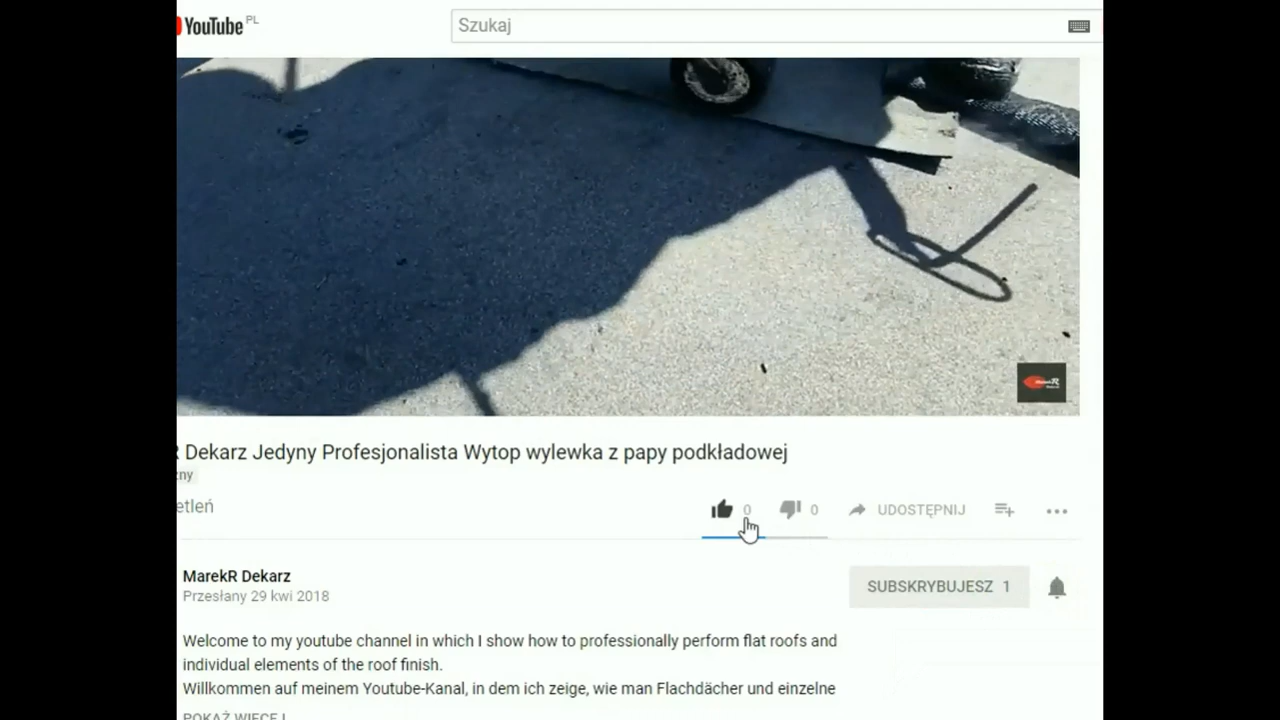 YouTube PL
Szukaj
R Dekarz Jedyny Profesjonalista Wytop wylewka z papy podkładowej
zny
etleń
0 0 UDOSTĘPNIJ
MarekR Dekarz
SUBSKRYBUJESZ 1
Przesłany 29 kwi 2018
Welcome to my youtube channel in which I show how to professionally perform flat roofs and
individual elements of the roof finish.
Willkommen auf meinem Youtube-Kanal, in dem ich zeige, wie man Flachdächer und einzelne
POKAŻ WIĘCEJ